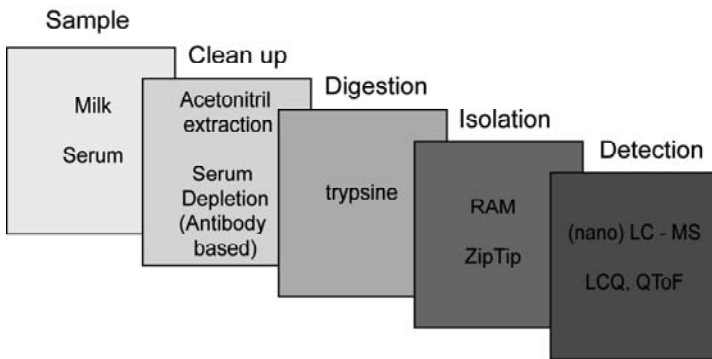 Sample
Milk
Serum
Clean up
Acetonitril
extraction
Serum
Depletion
(Antibody
based)
Digestion
trypsine
Isolation
RAM
ZipTip
Detection
(nano) LC - MS
LCQ, QToF